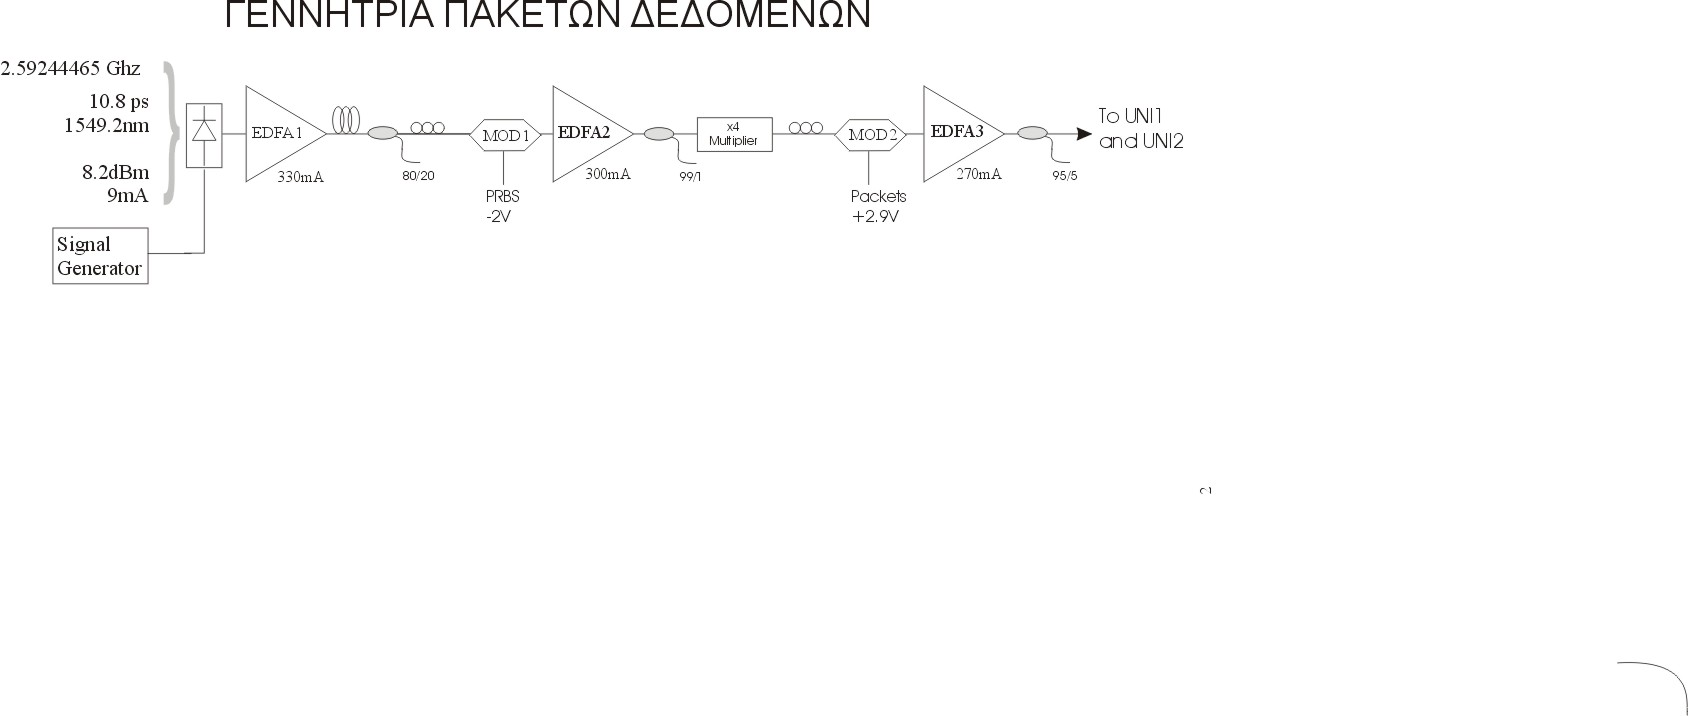 ΓΕΝΝΗΤΡΙΑ ΠΑΚΕΤΩΝ ΔΕΔΟΜΕΝΩΝ
2.59244465 Ghz
10.8 ps
1549.2nm
8.2dBm
9mA
Signal
Generator
EDFA1
330mA
80/20
MOD1
PRBS
-2V
EDFA2
300mA
99/1
x4
Multiplier
MOD2
Packets
+2.9V
EDFA3
270mA
95/5
To UNI1
and UNI2